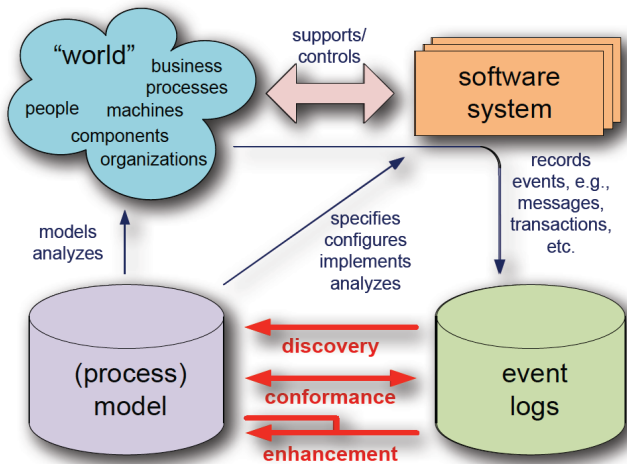 “world”
business
processes
people
machines
components
organizations
supports/
controls
software
system
records
events, e.g.,
messages,
transactions,
etc.
models
analyzes
specifies
configures
implements
analyzes
(process)
model
discovery
conformance
enhancement
event
logs